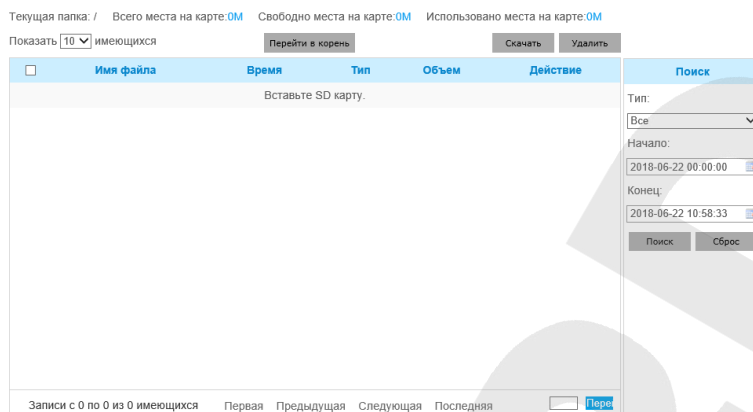 Текущая папка: / Всего места на карте:0M Свободно места на карте:0M Использовано места на карте:0M
Показать 10 имеющихся Перейти в корень Скачать Удалить
Имя файла Время Тип Объем Действие
Вставьте SD карту.
Поиск
Тип:
Все
Начало:
2018-06-22 00:00:00
Конец:
2018-06-22 10:58:33
Поиск Сброс
Записи с 0 по 0 из 0 имеющихся Первая Предыдущая Следующая Последняя